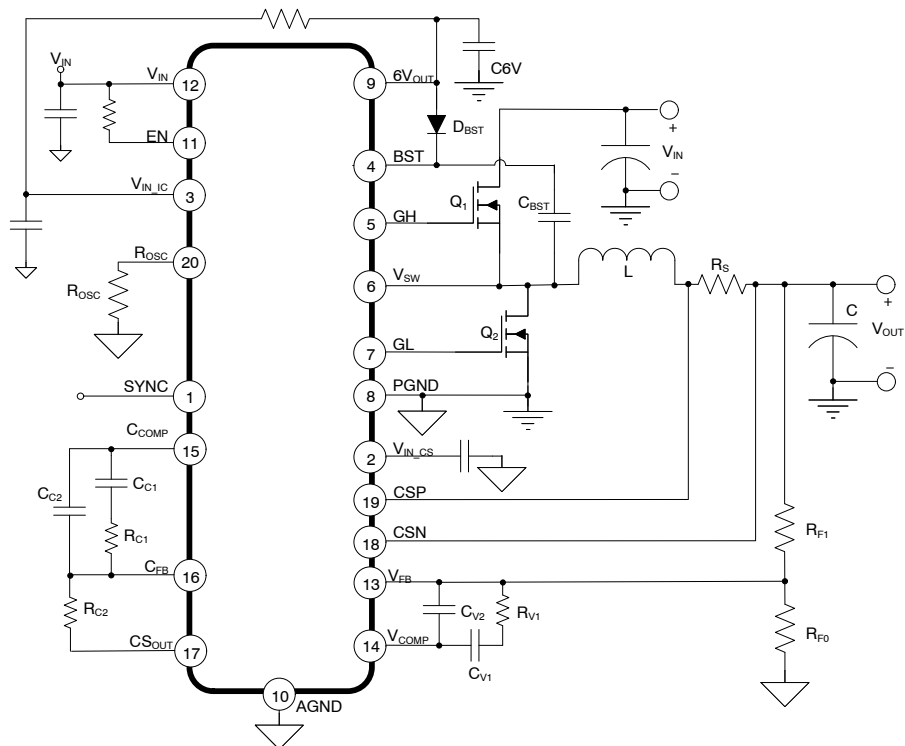 C6V
V_IN
V_IN
12
9
6V_OUT
D_BST
EN
11
4
BST
+
V_IN
−
V_IN_IC
3
5
GH
Q₁
C_BST
R_OSC
20
R_OSC
6
V_SW
L
R_S
+
C
V_OUT
−
7
GL
Q₂
SYNC
1
8
PGND
C_COMP
15
2
V_IN_CS
C_C2
C_C1
R_C1
19
CSP
18
CSN
R_F1
C_FB
16
13
V_FB
R_C2
C_V2
R_V1
CS_OUT
17
14
V_COMP
C_V1
R_F0
10
AGND